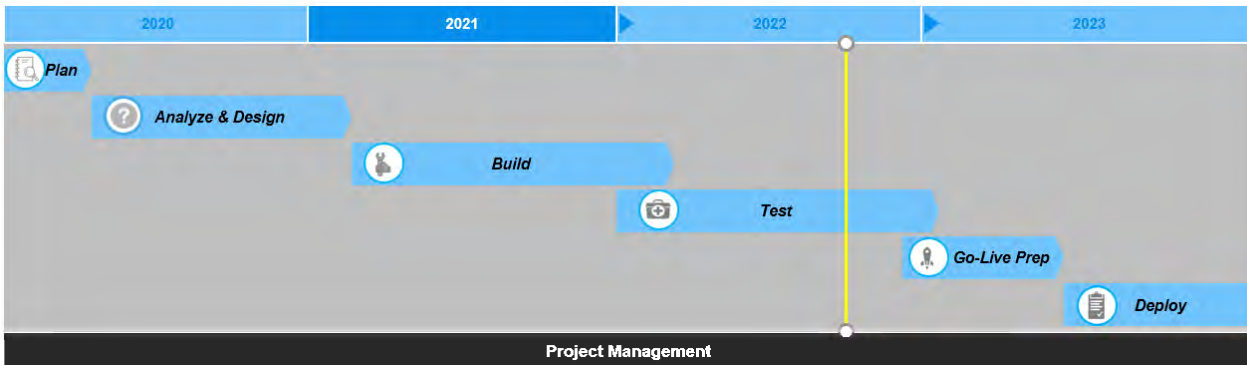 2020 2021 2022 2023
Plan
Analyze & Design
Build
Test
Go-Live Prep
Deploy
Project Management